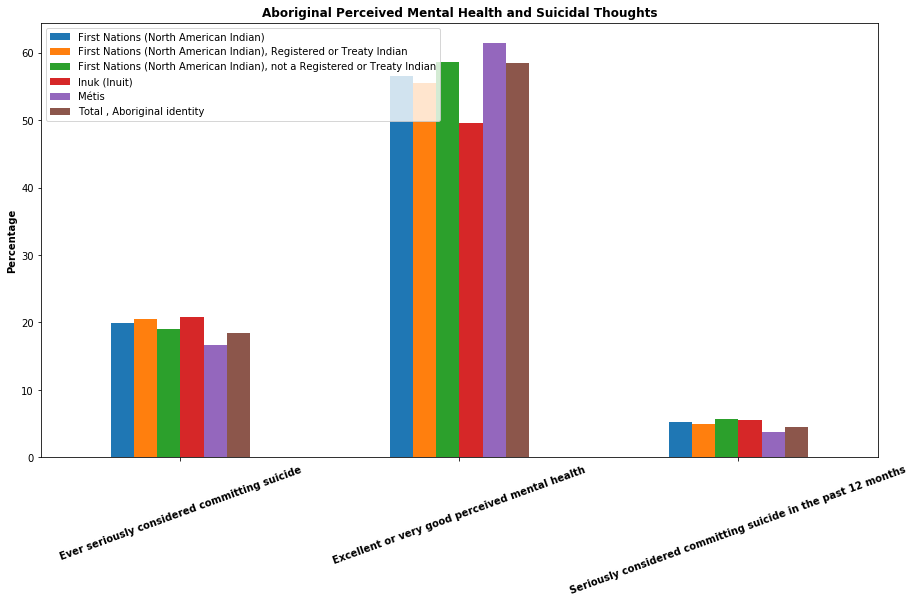 Aboriginal Perceived Mental Health and Suicidal Thoughts
First Nations (North American Indian)
First Nations (North American Indian), Registered or Treaty Indian
First Nations (North American Indian), not a Registered or Treaty Indian
Inuk (Inuit)
Métis
Total , Aboriginal identity
Percentage
60
50
40
30
20
10
0
Ever seriously considered committing suicide
Excellent or very good perceived mental health
Seriously considered committing suicide in the past 12 months